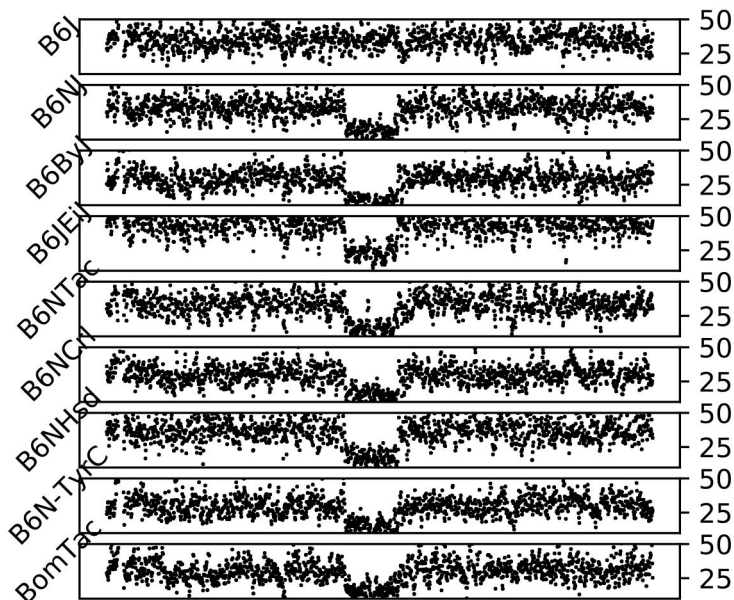 B6J 50
25
B6NJ 50
25
B6ByJ 50
25
B6JEiJ 50
25
B6NTac 50
25
B6NCrl 50
25
B6NHsd 50
25
B6N-TyrC 50
25
BomTac 50
25